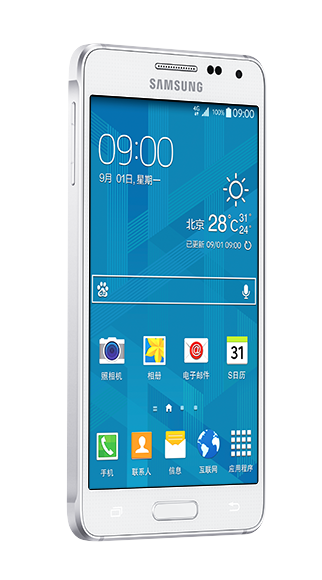 SAMSUNG
4G 100% 09:00
09:00
9月 01日, 星期一
北京 28°C 31° 24°
已更新 09/01 09:00
31
照相机 相册 电子邮件 S日历
手机 联系人 信息 互联网 应用程序